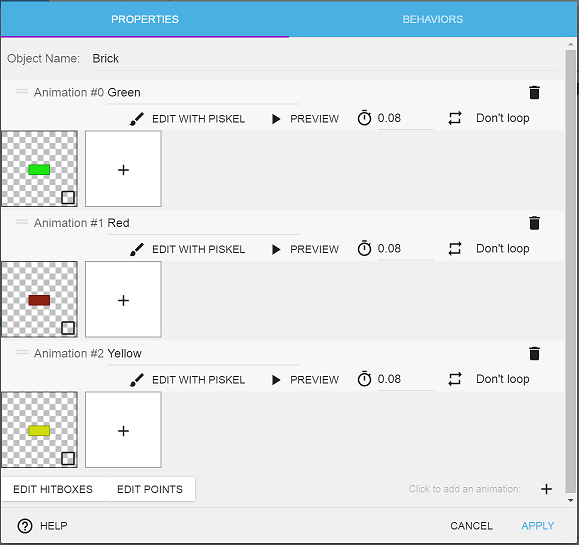 PROPERTIES BEHAVIORS
Object Name: Brick
Animation #0 Green
EDIT WITH PISKEL PREVIEW 0.08 Don't loop
+
Animation #1 Red
EDIT WITH PISKEL PREVIEW 0.08 Don't loop
+
Animation #2 Yellow
EDIT WITH PISKEL PREVIEW 0.08 Don't loop
+
EDIT HITBOXES EDIT POINTS Click to add an animation: +
? HELP CANCEL APPLY